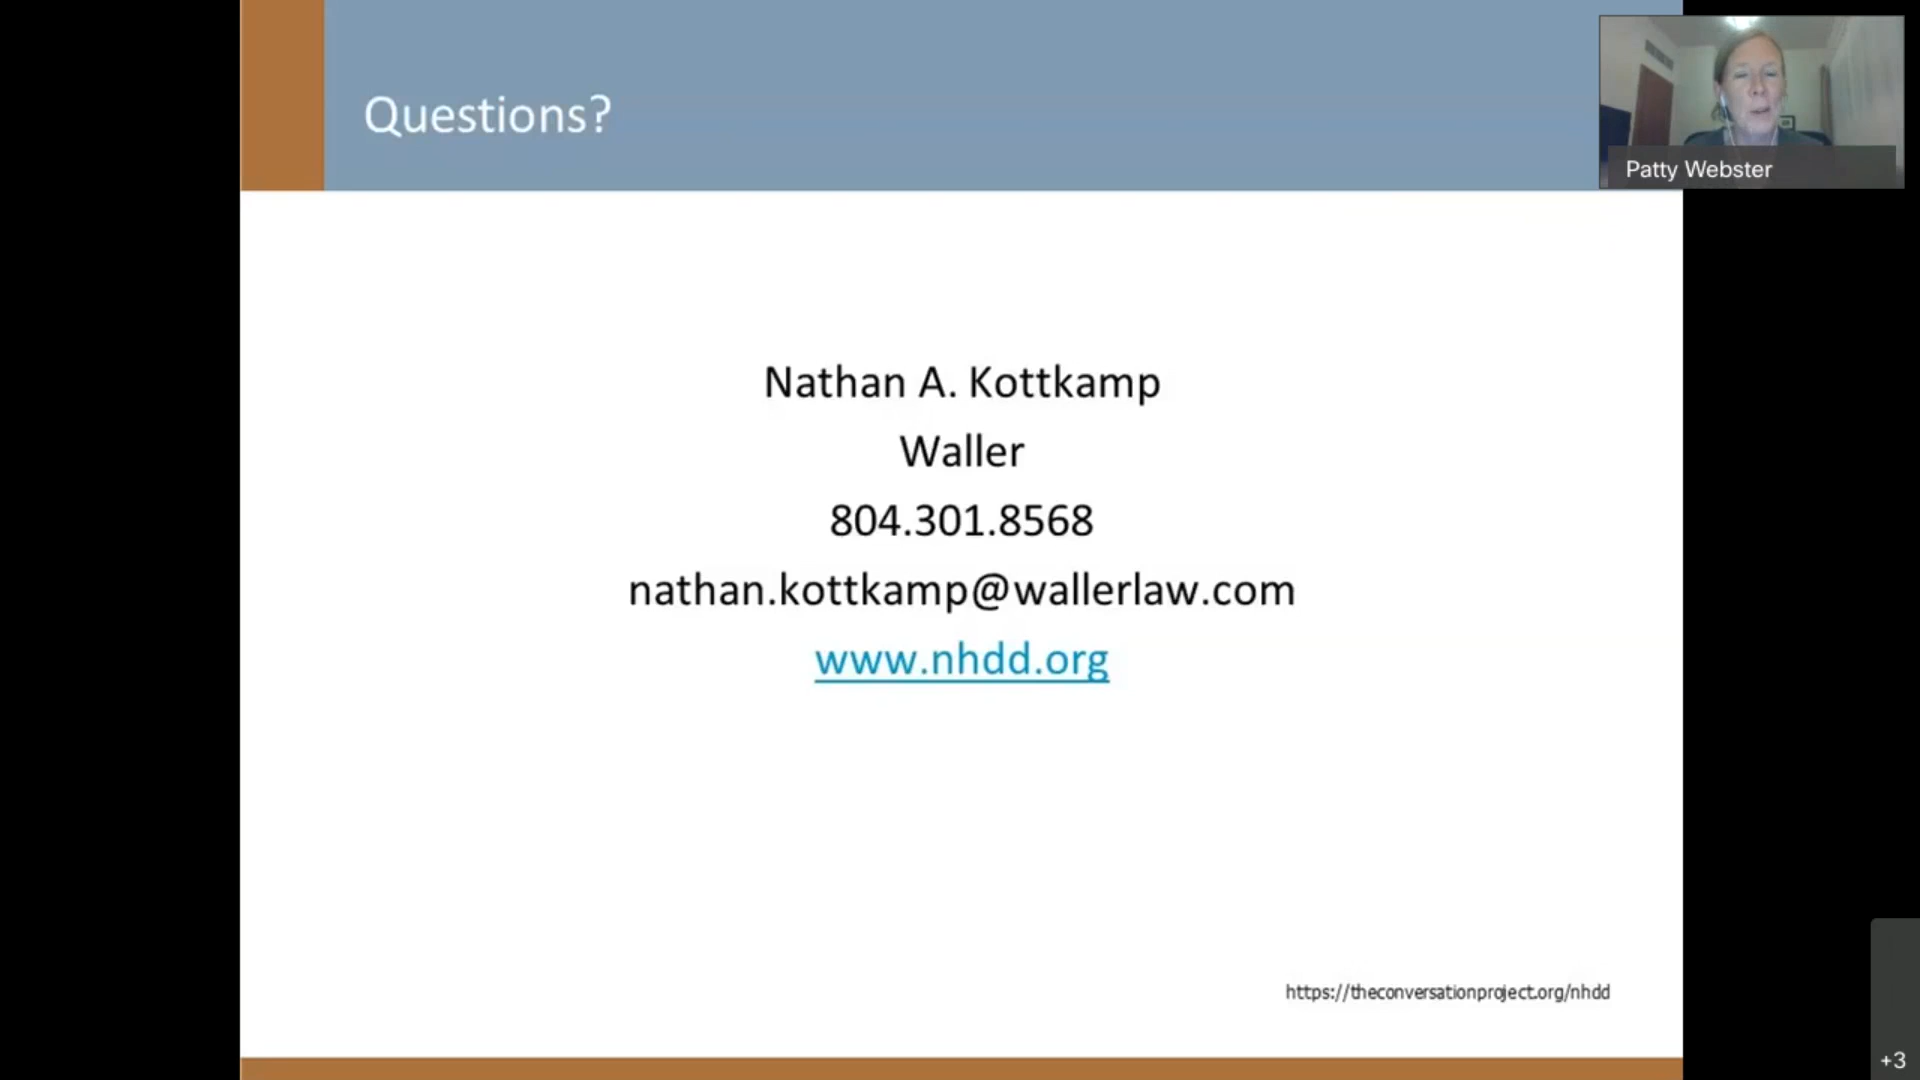 Questions?
Patty Webster
Nathan A. Kottkamp
Waller
804.301.8568
nathan.kottkamp@wallerlaw.com
www.nhdd.org
https://theconversationproject.org/nhdd
+3